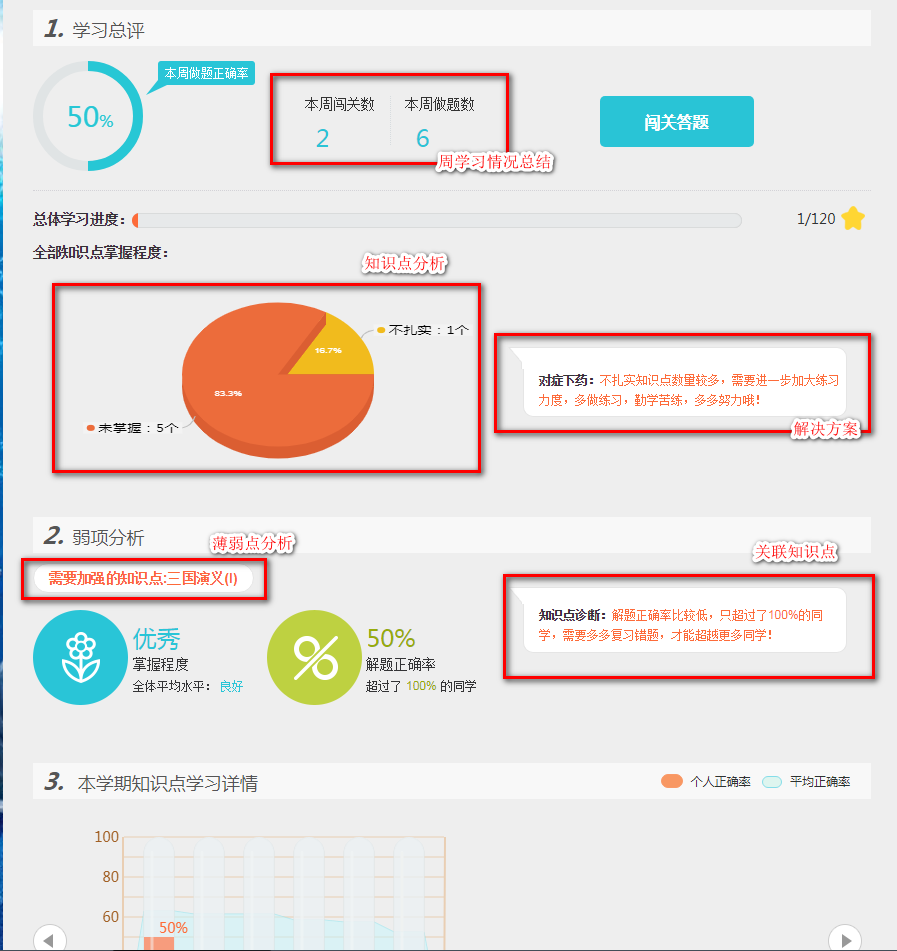 1. 学习总评
本周做题正确率
50%
本周闯关数 本周做题数
2 6
周学习情况总结
闯关答题
总体学习进度：
1/120
全部知识点掌握程度：
知识点分析
不扎实：1个
16.7%
83.3%
未掌握：5个
对症下药：不扎实知识点数量较多，需要进一步加大练习
力度，多做练习，勤学苦练，多多努力哦！
解决方案
2. 弱项分析
薄弱点分析
关联知识点
需要加强的知识点:三国演义(I)
优秀
掌握程度
全体平均水平： 良好
50%
解题正确率
超过了 100% 的同学
知识点诊断：解题正确率比较低，只超过了100%的同
学，需要多多复习错题，才能超越更多同学！
3. 本学期知识点学习详情
个人正确率 平均正确率
100
80
60
50%